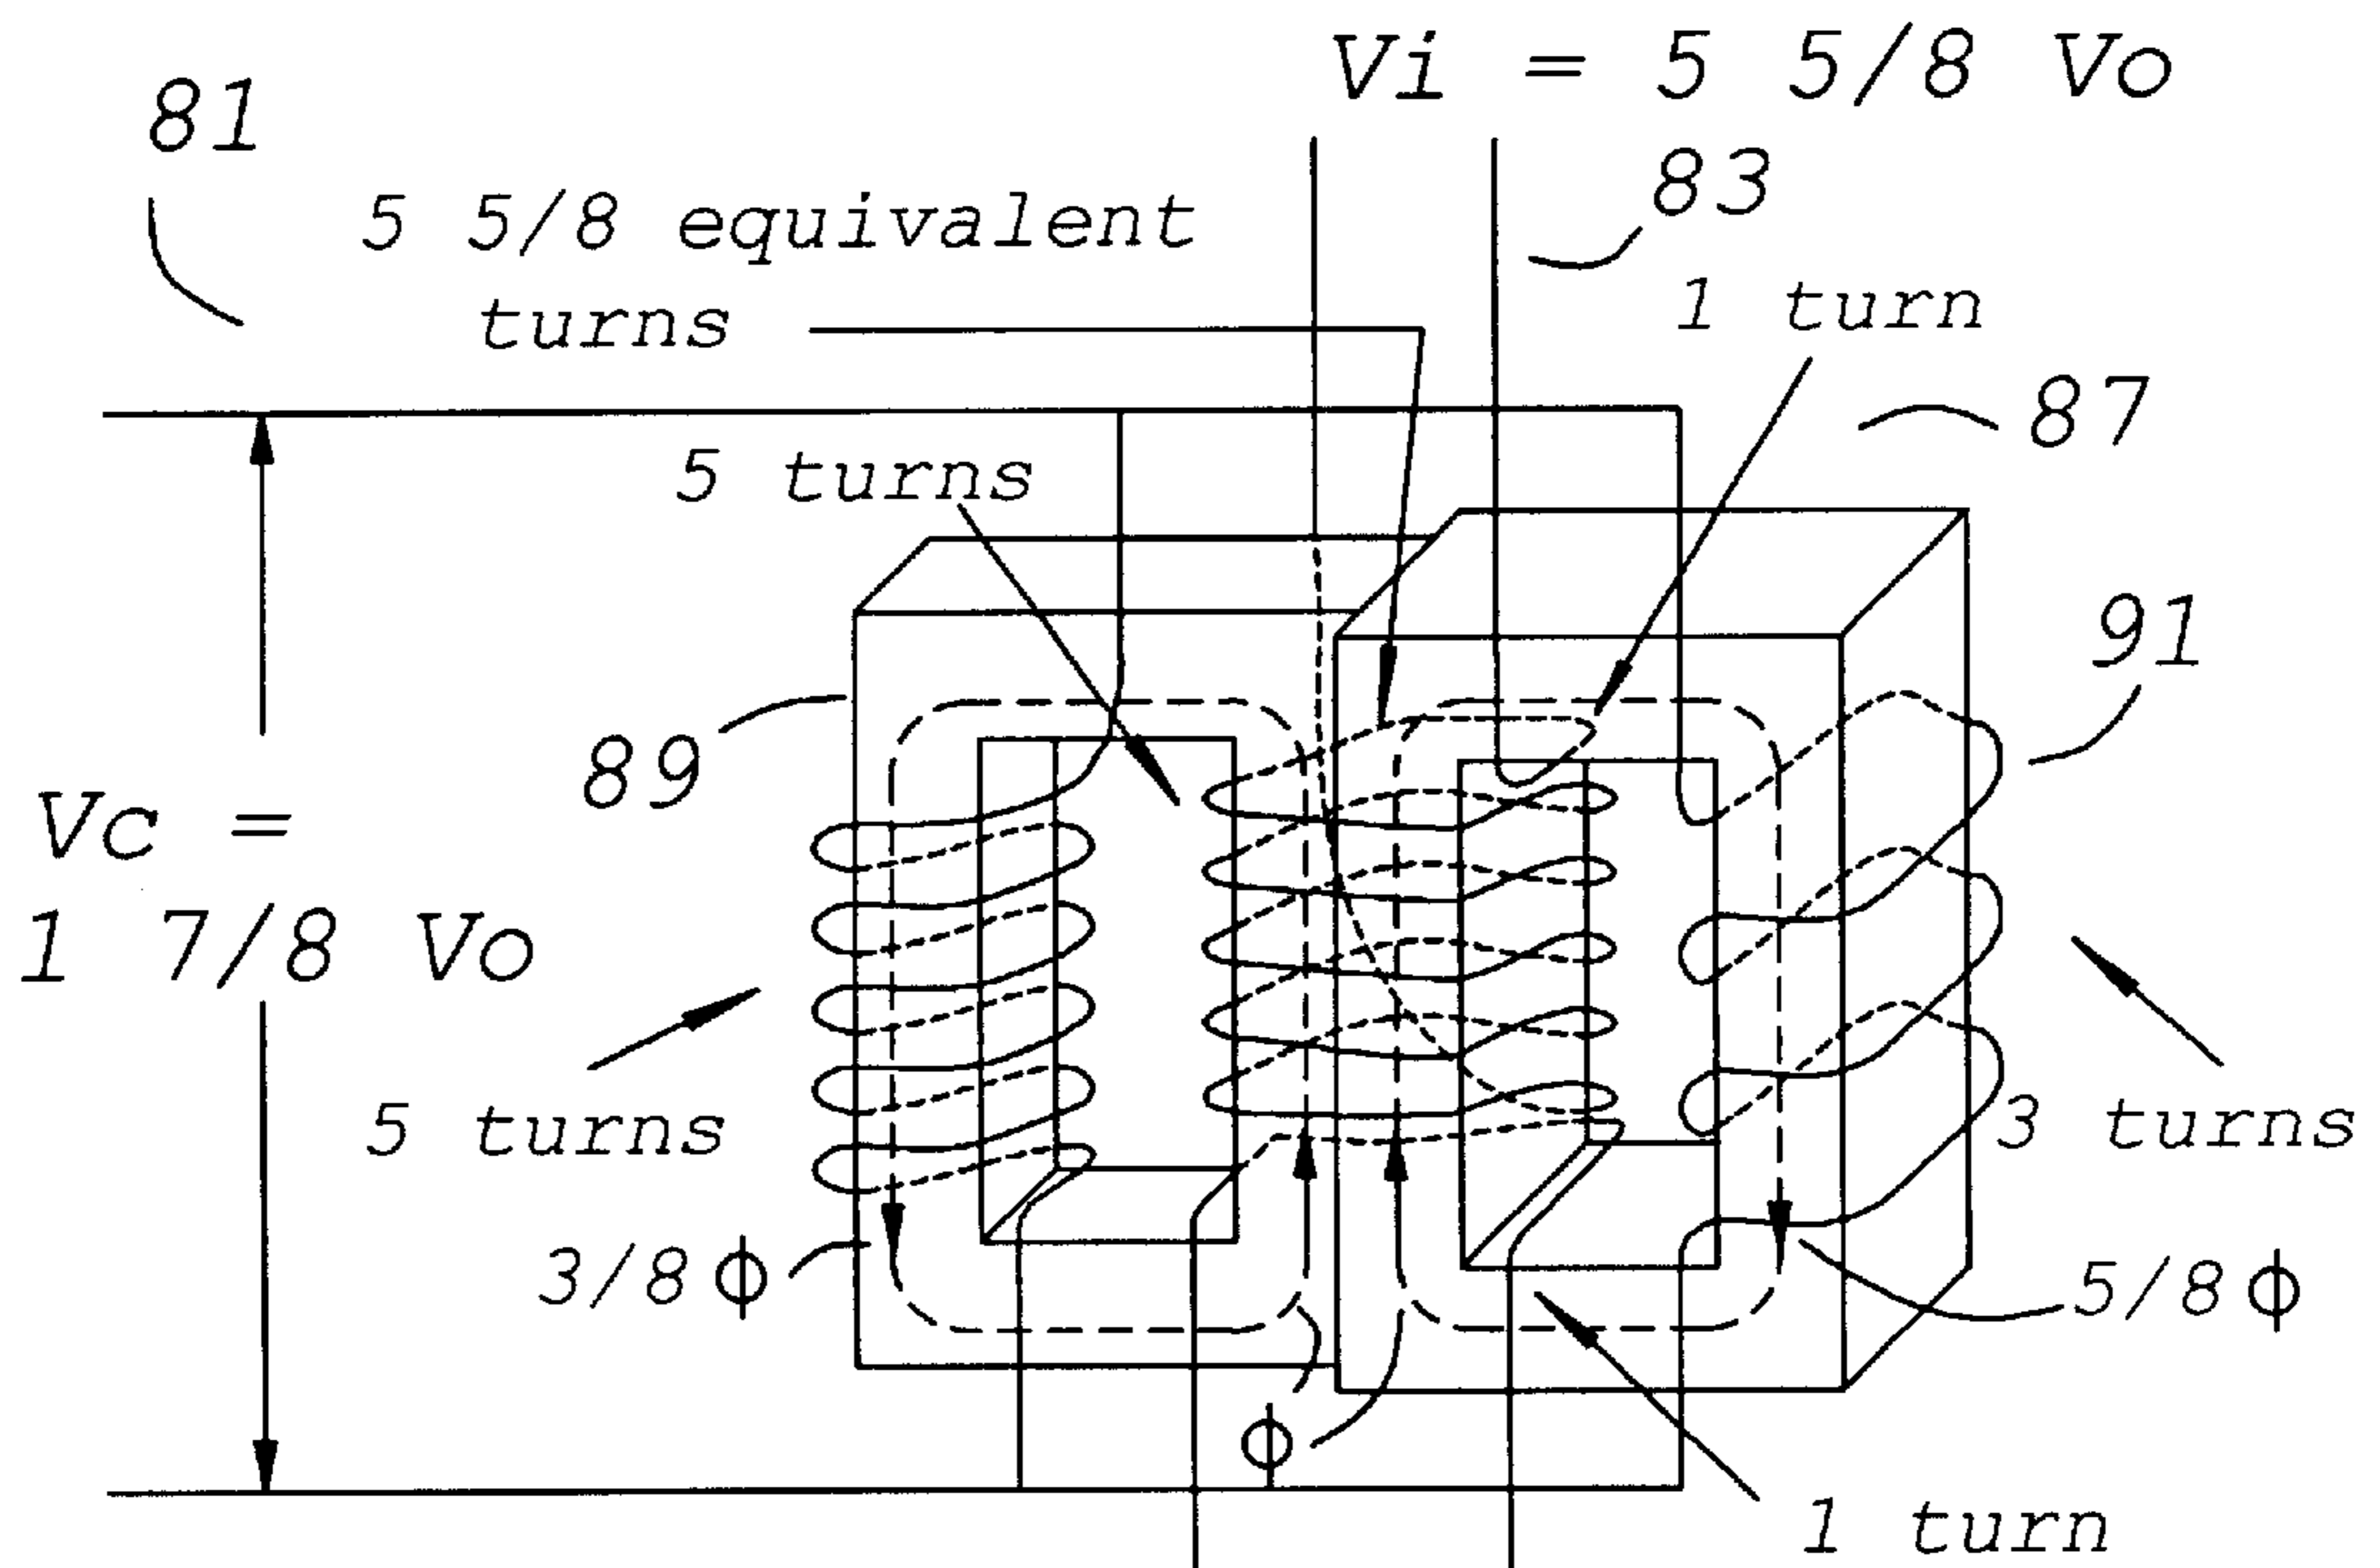 Vi = 5 5/8 Vo
81
83
5 5/8 equivalent
turns
1 turn
87
5 turns
91
89
Vc =
1 7/8 Vo
5 turns
3 turns
3/8 Φ
5/8 Φ
Φ
1 turn